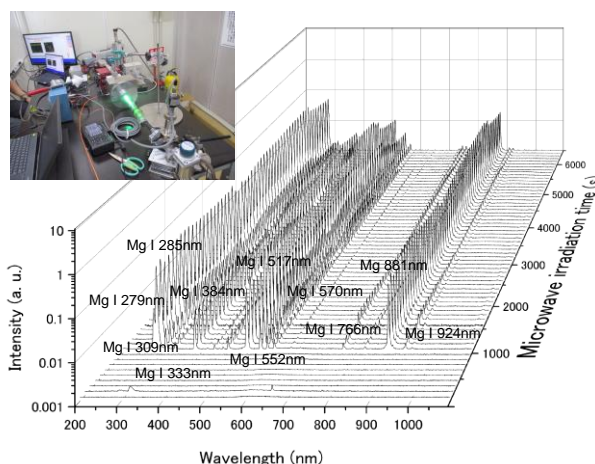 10
1
0.1
0.01
0.001
Intensity (a. u.)
200
300
400
500
600
700
800
900
1000
Wavelength (nm)
1000
2000
3000
4000
5000
6000
Microwave irradiation time (s)
Mg I 285nm
Mg I 279nm
Mg I 384nm
Mg I 517nm
Mg I 881nm
Mg I 570nm
Mg I 766nm
Mg I 924nm
Mg I 309nm
Mg I 552nm
Mg I 333nm